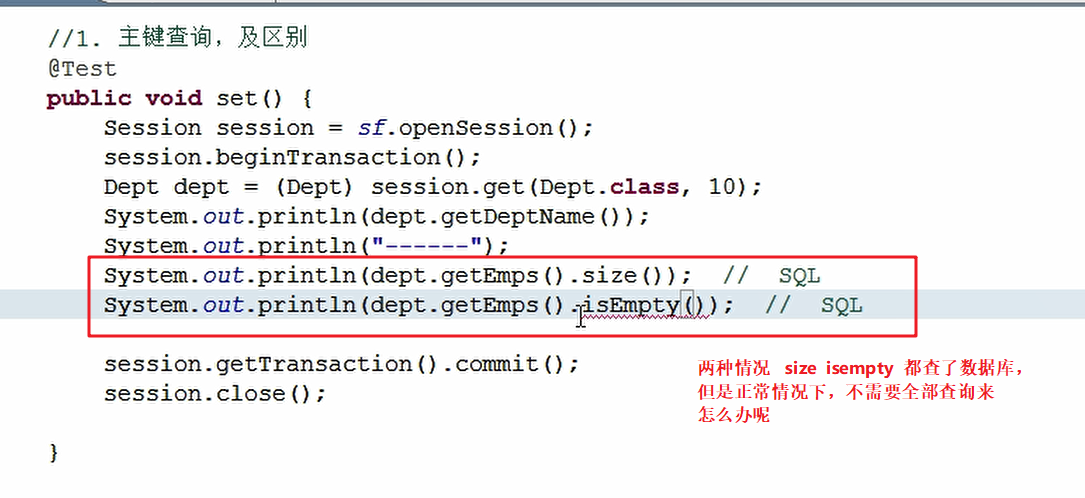 //1. 主键查询，及区别
@Test
public void set() {
Session session = sf.openSession();
session.beginTransaction();
Dept dept = (Dept) session.get(Dept.class, 10);
System.out.println(dept.getDeptName());
System.out.println("------");
System.out.println(dept.getEmps().size()); // SQL
System.out.println(dept.getEmps().isEmpty()); // SQL
session.getTransaction().commit();
session.close();
两种情况 size isempty 都查了数据库，
但是正常情况下，不需要全部查询来
怎么办呢
}